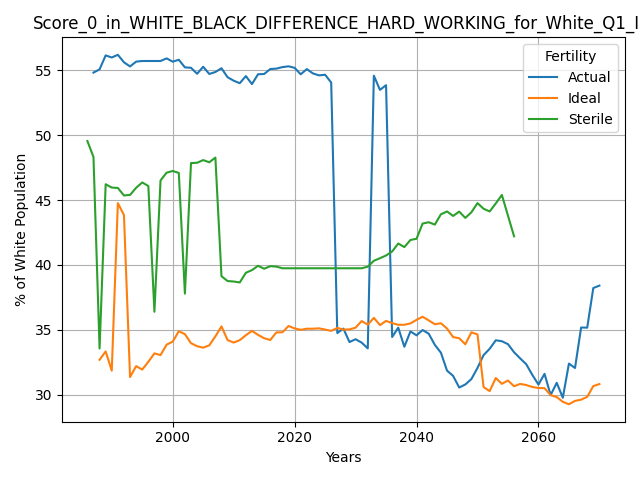 Score_0_in_WHITE_BLACK_DIFFERENCE_HARD_WORKING_for_White_Q1_I
Fertility
Actual
Ideal
Sterile
% of White Population
55
50
45
40
35
30
2000
2020
2040
2060
Years